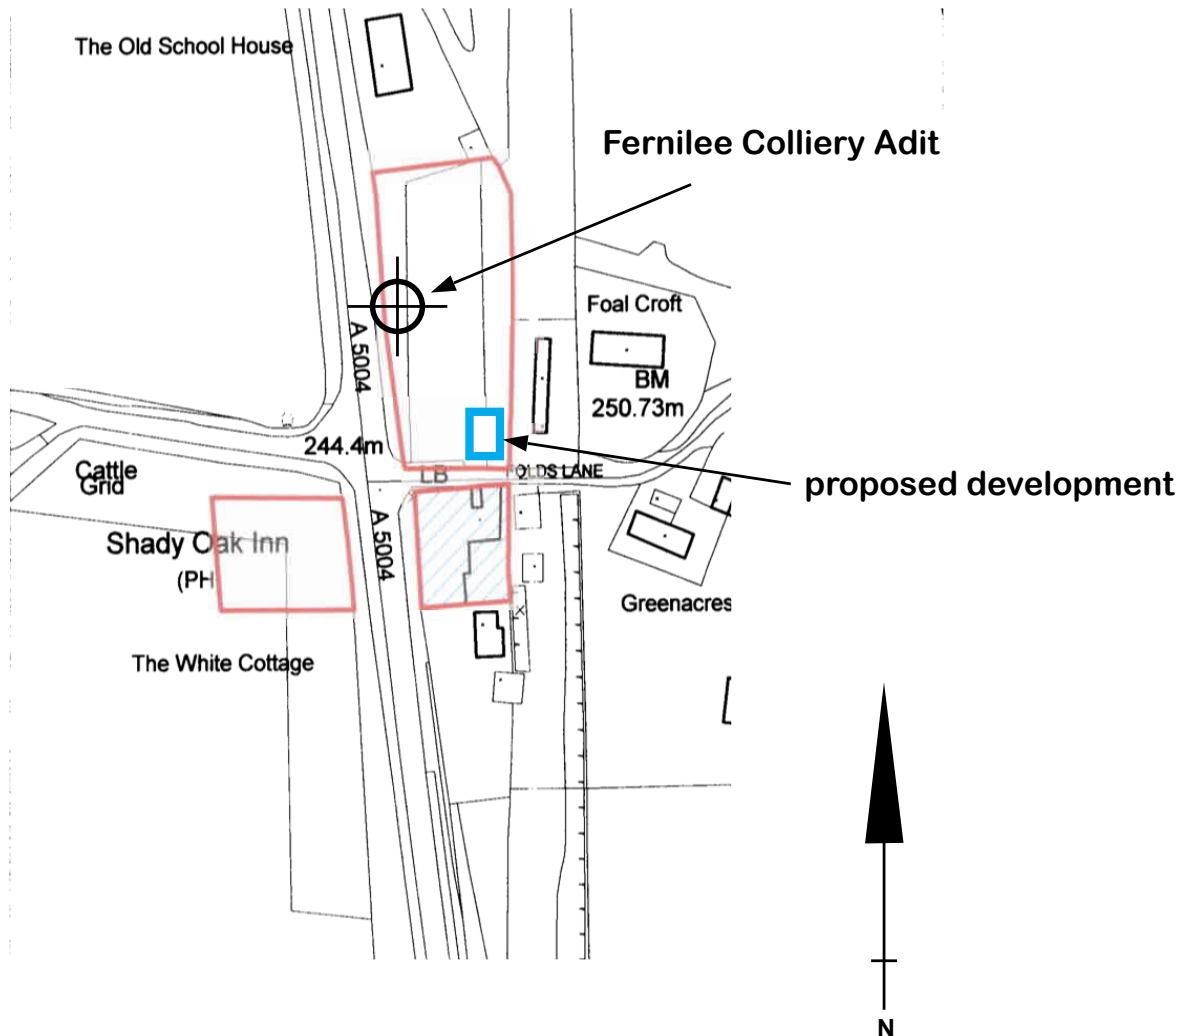 The Old School House
Fernilee Colliery Adit
Foal Croft
A 5004
BM
250.73m
244.4m
LB
FOLDS LANE
Cattle
Grid
proposed development
A 5004
Shady Oak Inn
(PH
Greenacres
The White Cottage
N